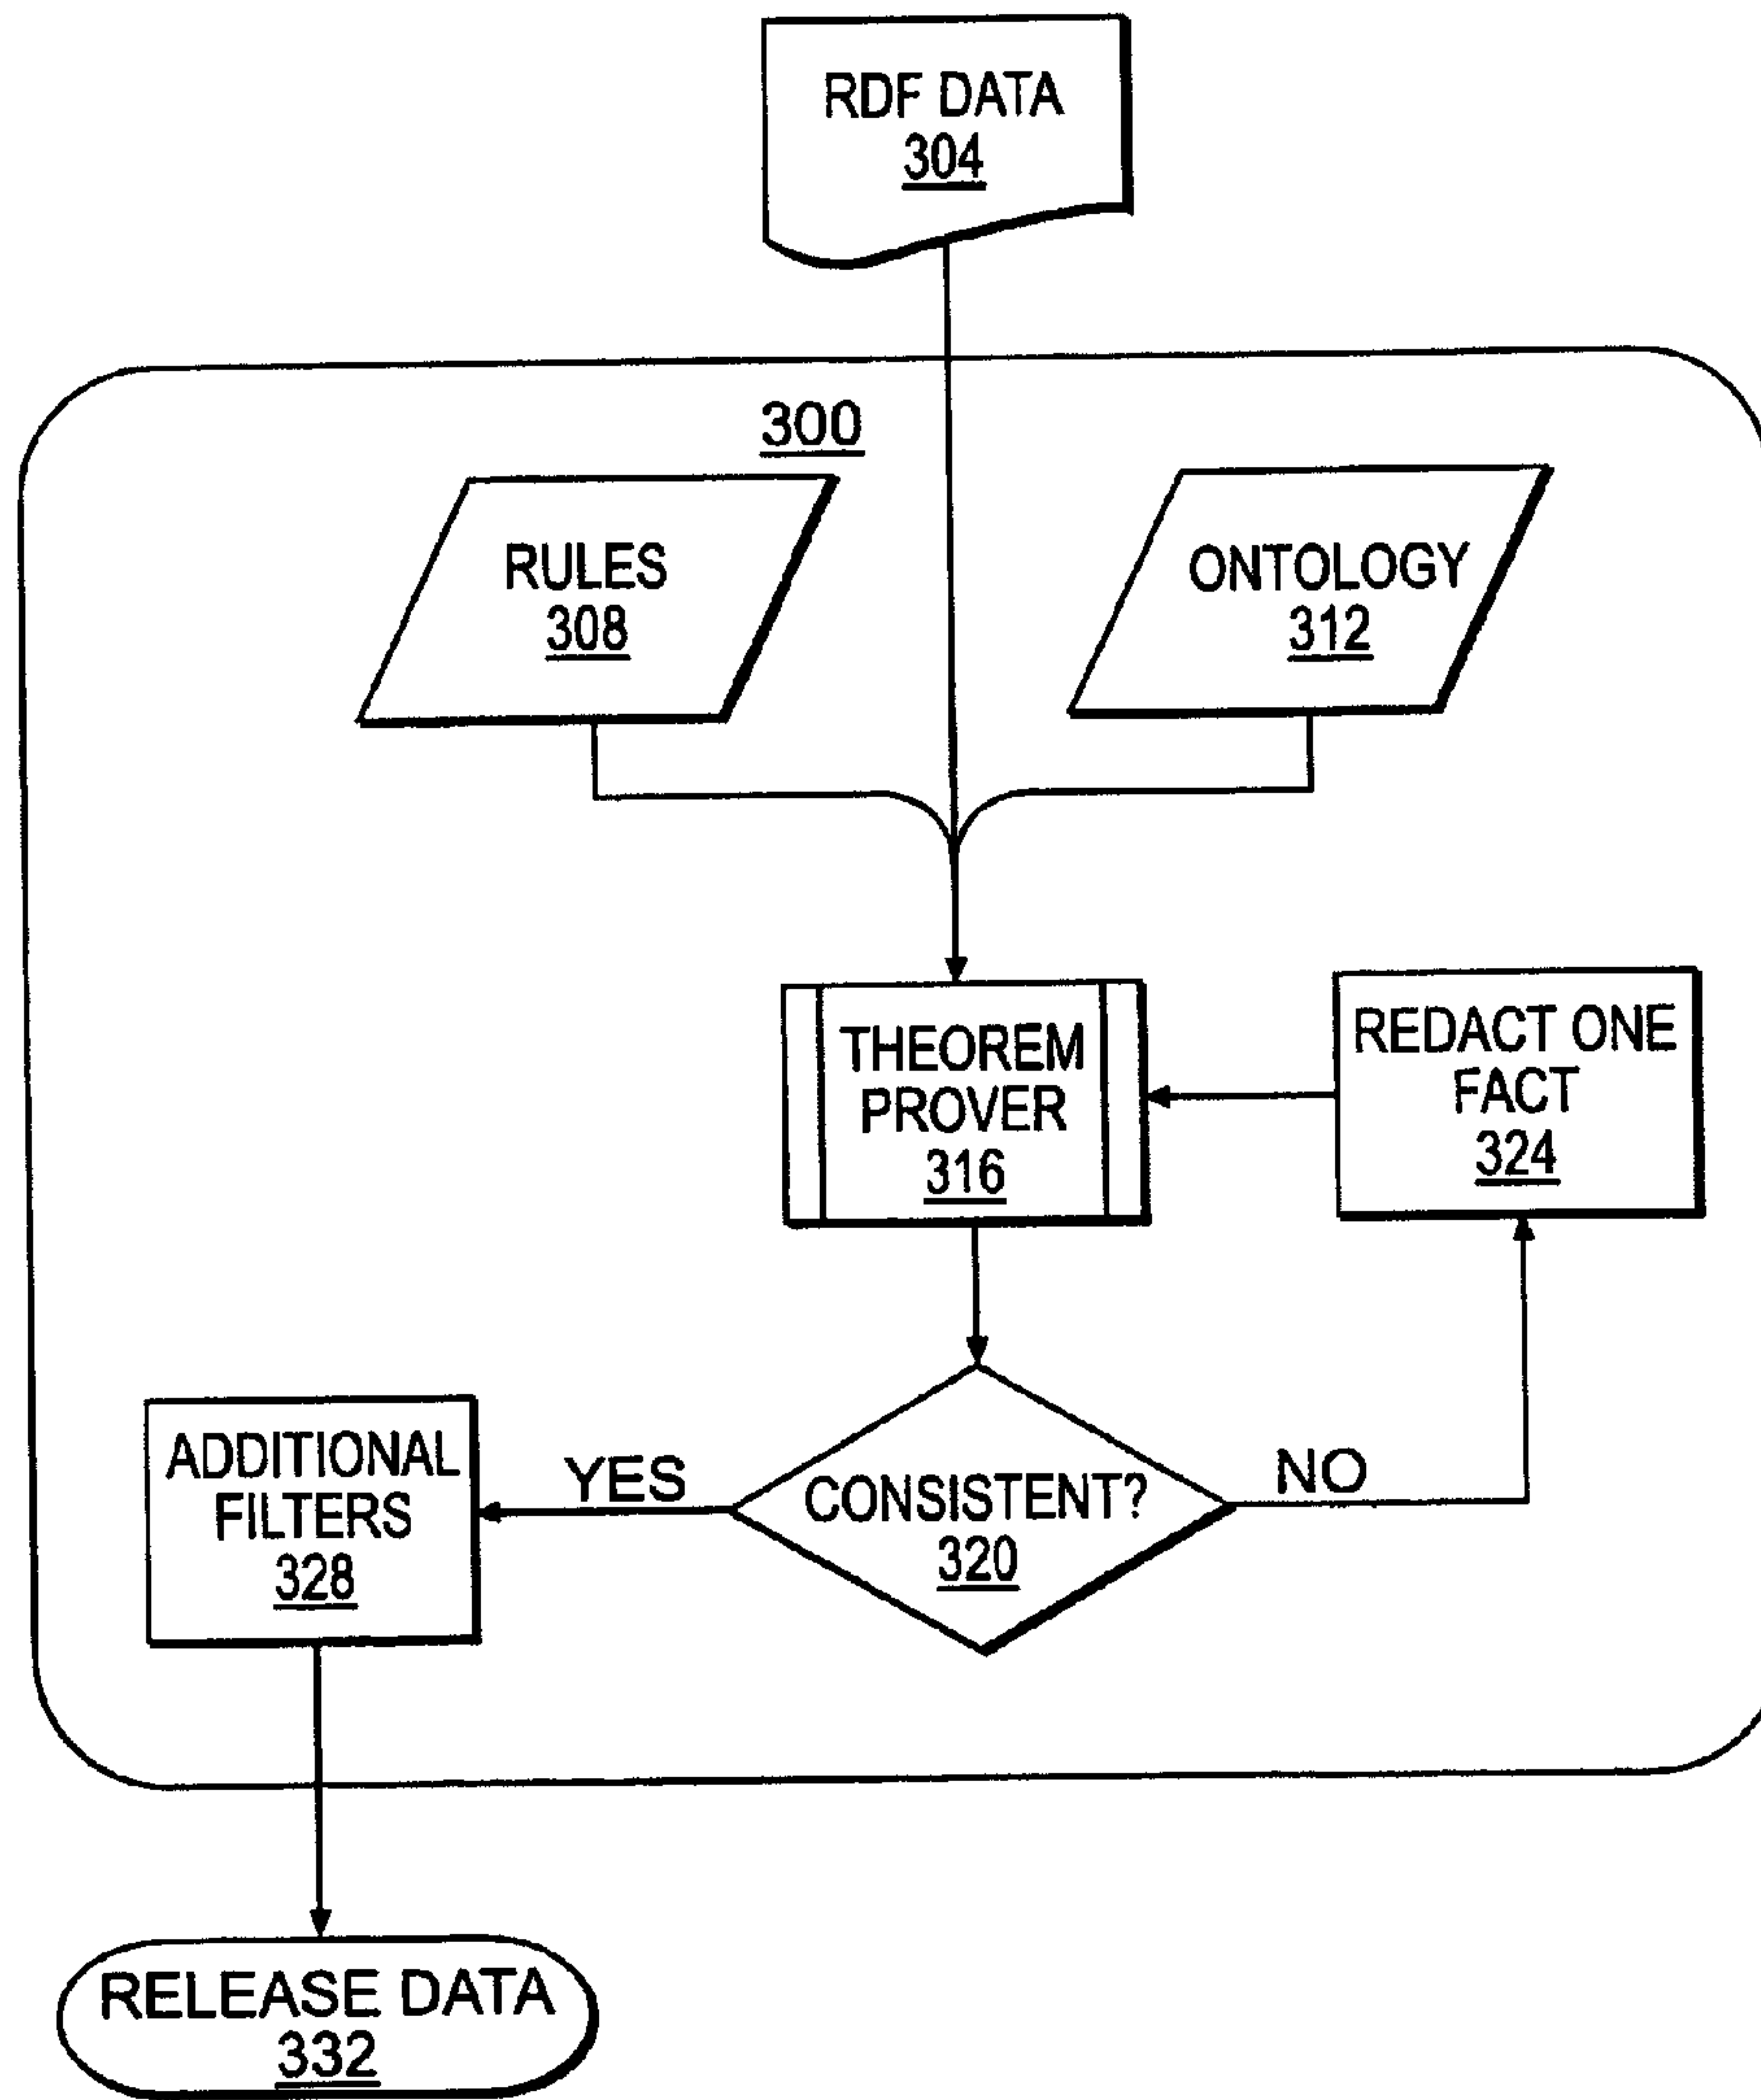 RDF DATA
304
300
RULES
308
ONTOLOGY
312
THEOREM
PROVER
316
REDACT ONE
FACT
324
ADDITIONAL
FILTERS
328
YES
CONSISTENT?
320
NO
RELEASE DATA
332